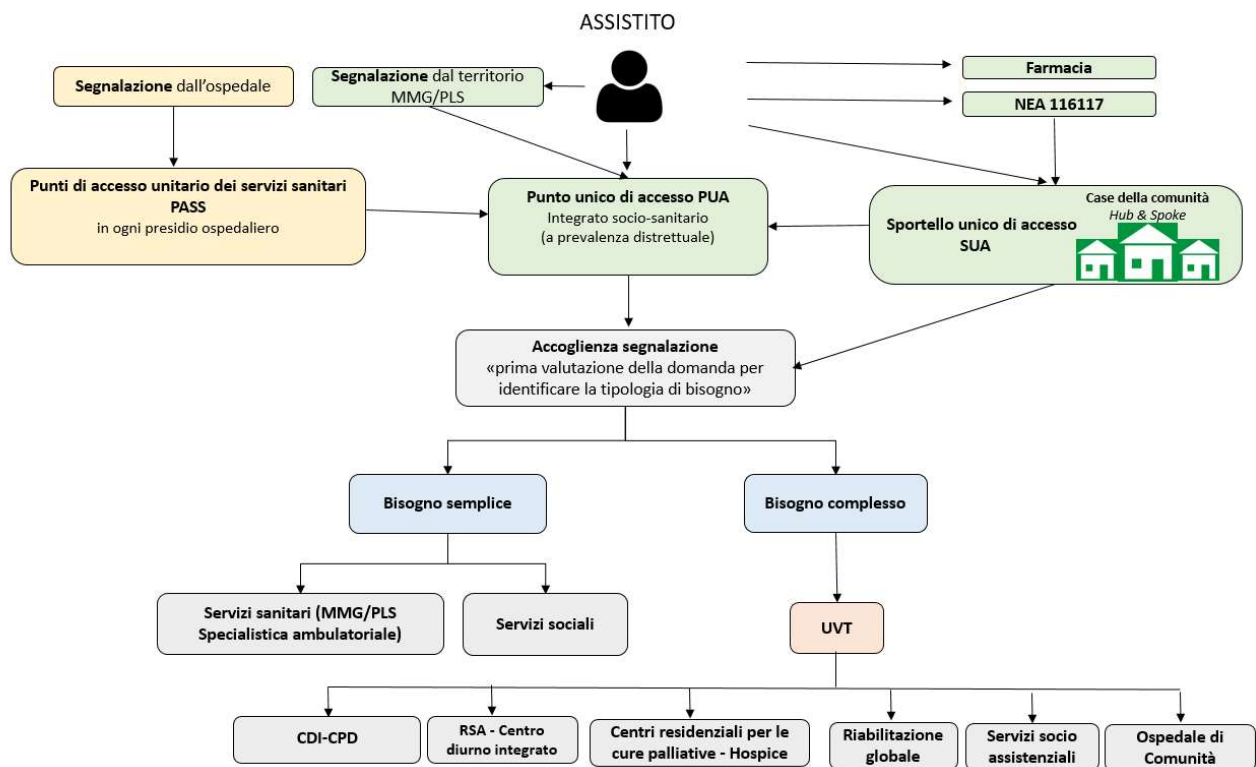 ASSISTITO
Segnalazione dall’ospedale
Segnalazione dal territorio
MMG/PLS
Farmacia
NEA 116117
Punti di accesso unitario dei servizi sanitari
PASS
in ogni presidio ospedaliero
Punto unico di accesso PUA
Integrato socio-sanitario
(a prevalenza distrettuale)
Case della comunità
Hub & Spoke
Sportello unico di accesso
SUA
Accoglienza segnalazione
«prima valutazione della domanda per
identificare la tipologia di bisogno»
Bisogno semplice
Bisogno complesso
Servizi sanitari (MMG/PLS
Specialistica ambulatoriale)
Servizi sociali
UVT
CDI-CPD
RSA - Centro
diurno integrato
Centri residenziali per le
cure palliative - Hospice
Riabilitazione
globale
Servizi socio
assistenziali
Ospedale di
Comunità